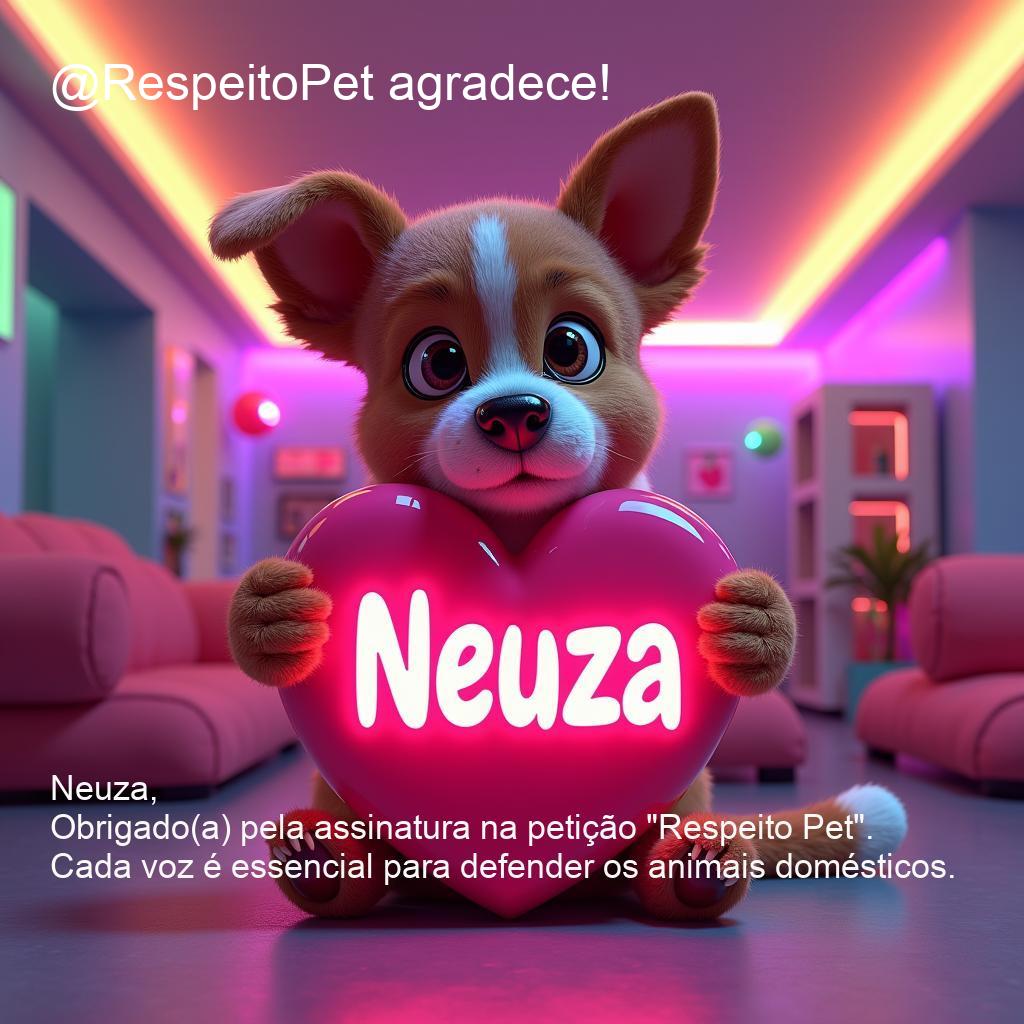 @RespeitoPet agradece!
Neuza
Neuza,
Obrigado(a) pela assinatura na petição "Respeito Pet".
Cada voz é essencial para defender os animais domésticos.